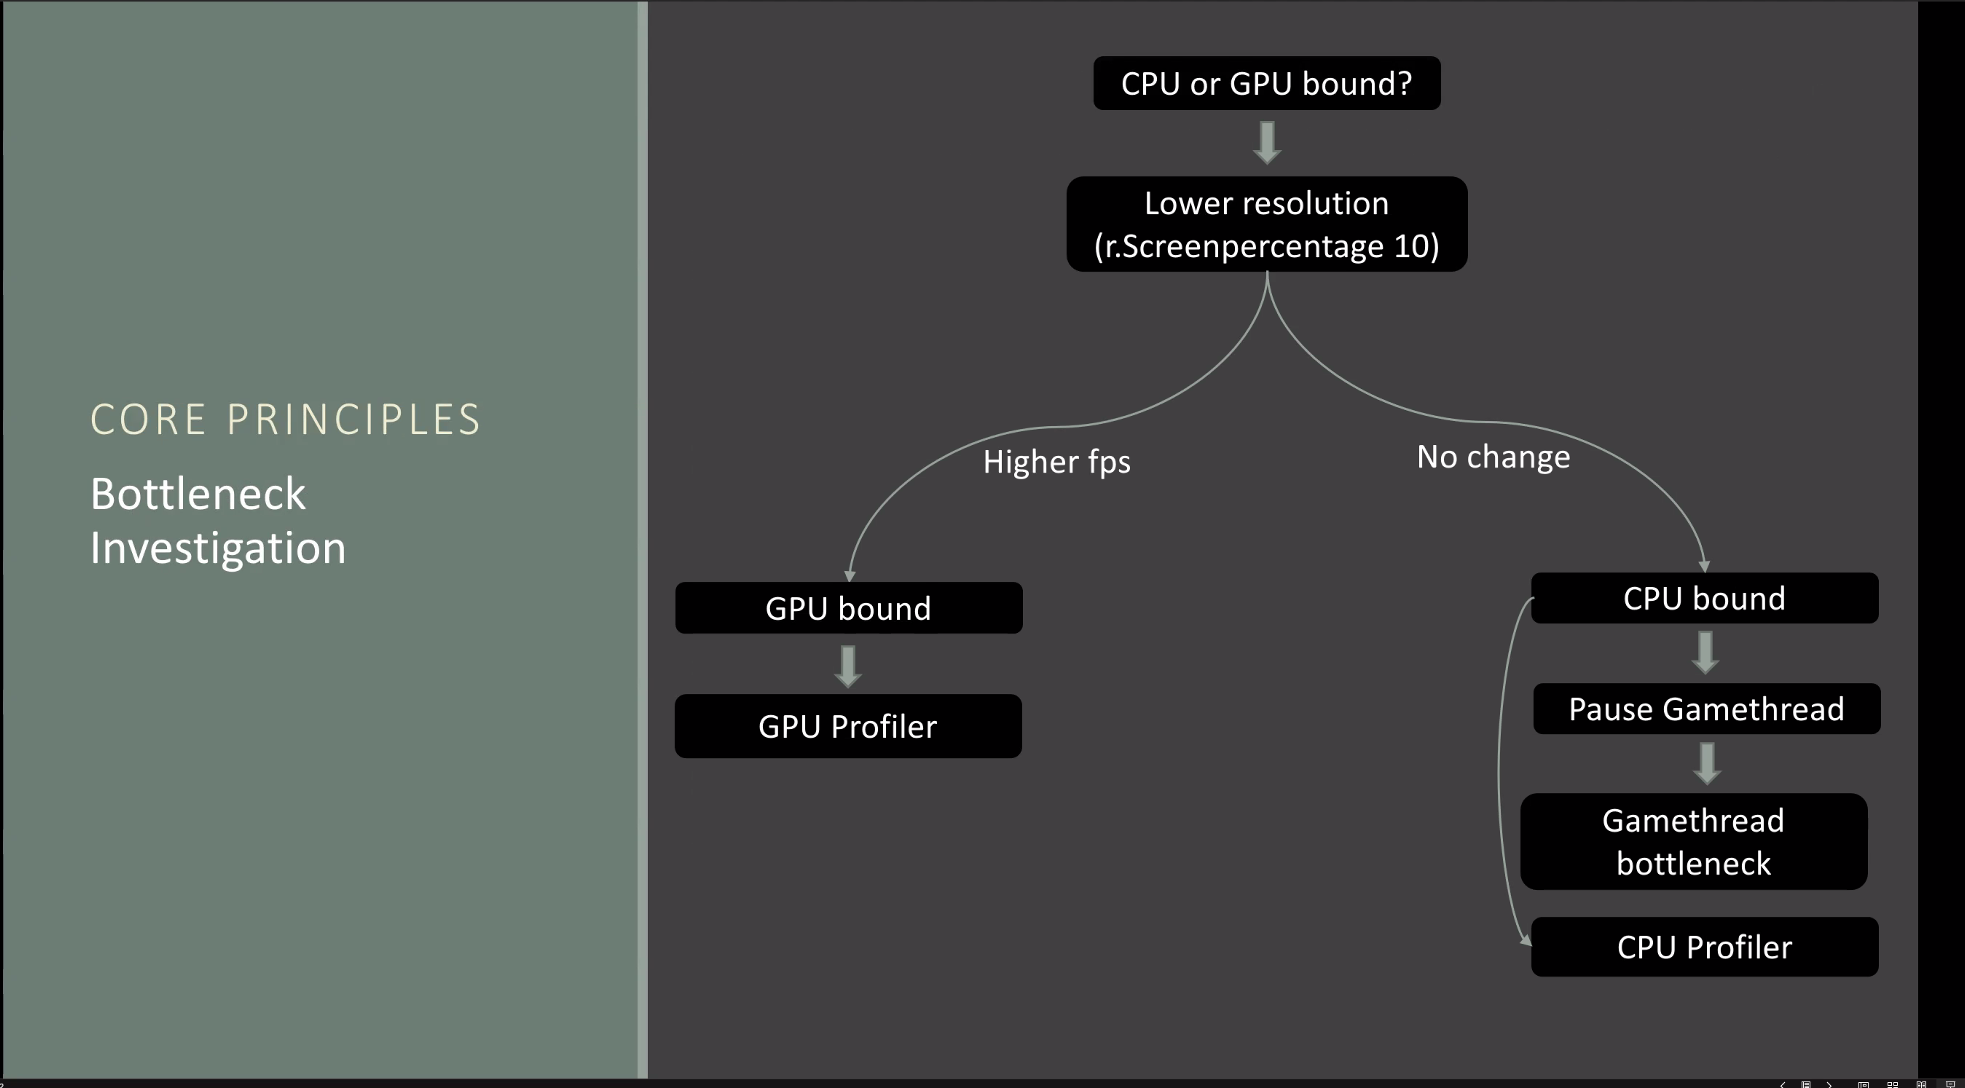 CORE PRINCIPLES
Bottleneck
Investigation
CPU or GPU bound?
Lower resolution
(r.Screenpercentage 10)
Higher fps
No change
GPU bound
GPU Profiler
CPU bound
Pause Gamethread
Gamethread
bottleneck
CPU Profiler